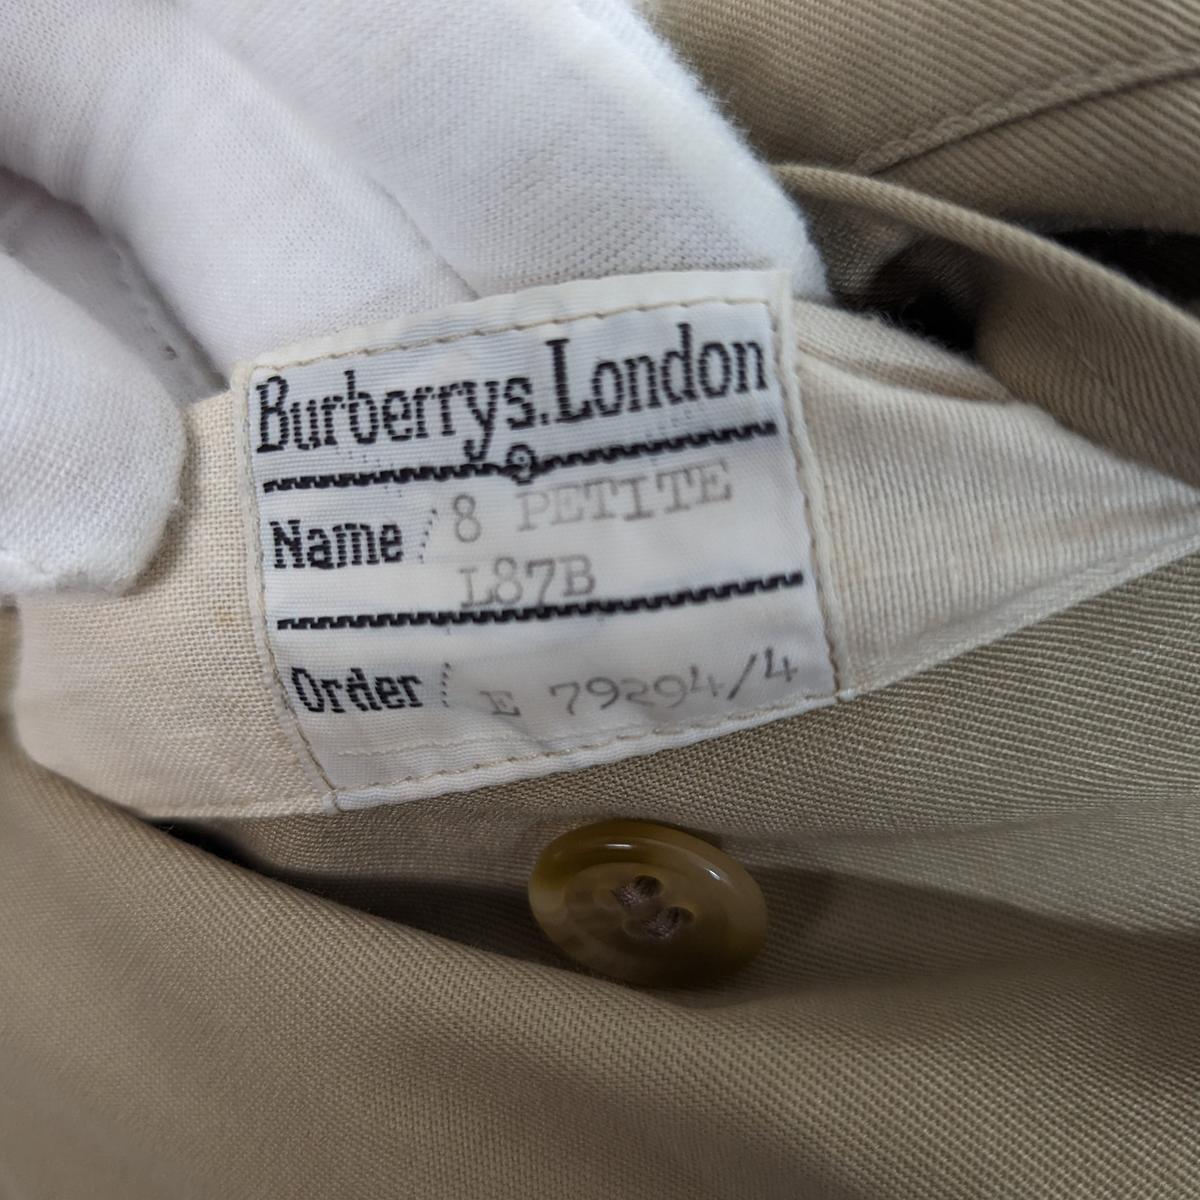 Burberrys.London
Name 8 PETITE
L87B
Order E 79294/4